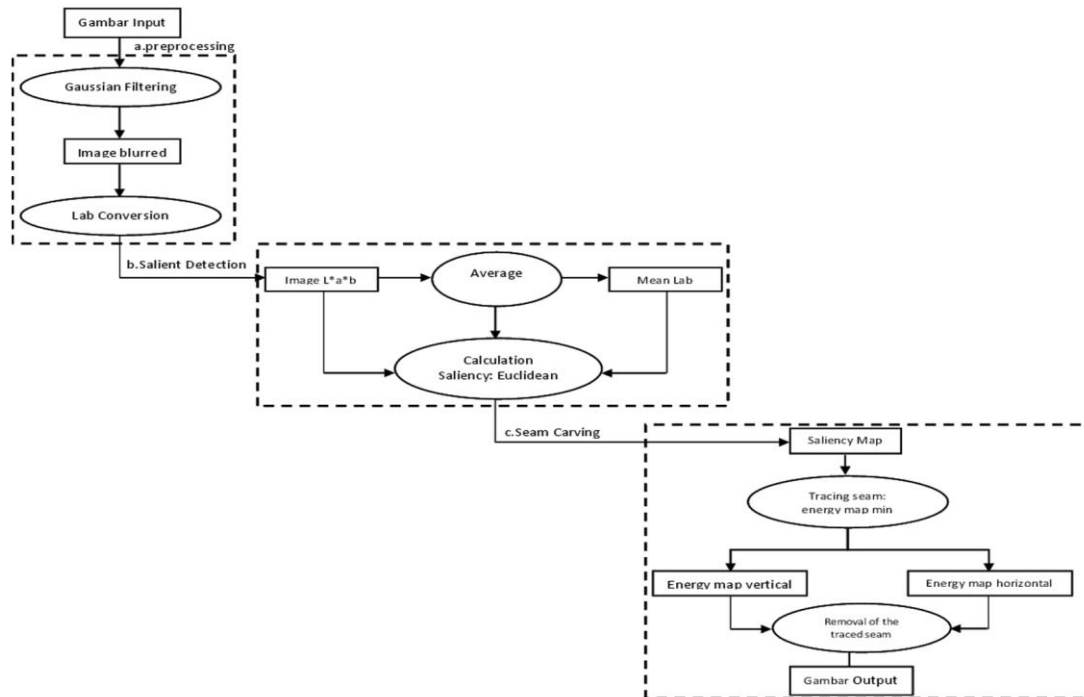 Gambar Input
a.preprocessing
Gaussian Filtering
Image blurred
Lab Conversion
b.Salient Detection
Image L*a*b
Average
Mean Lab
Calculation
Saliency: Euclidean
c.Seam Carving
Saliency Map
Tracing seam:
energy map min
Energy map vertical
Energy map horizontal
Removal of the
traced seam
Gambar Output